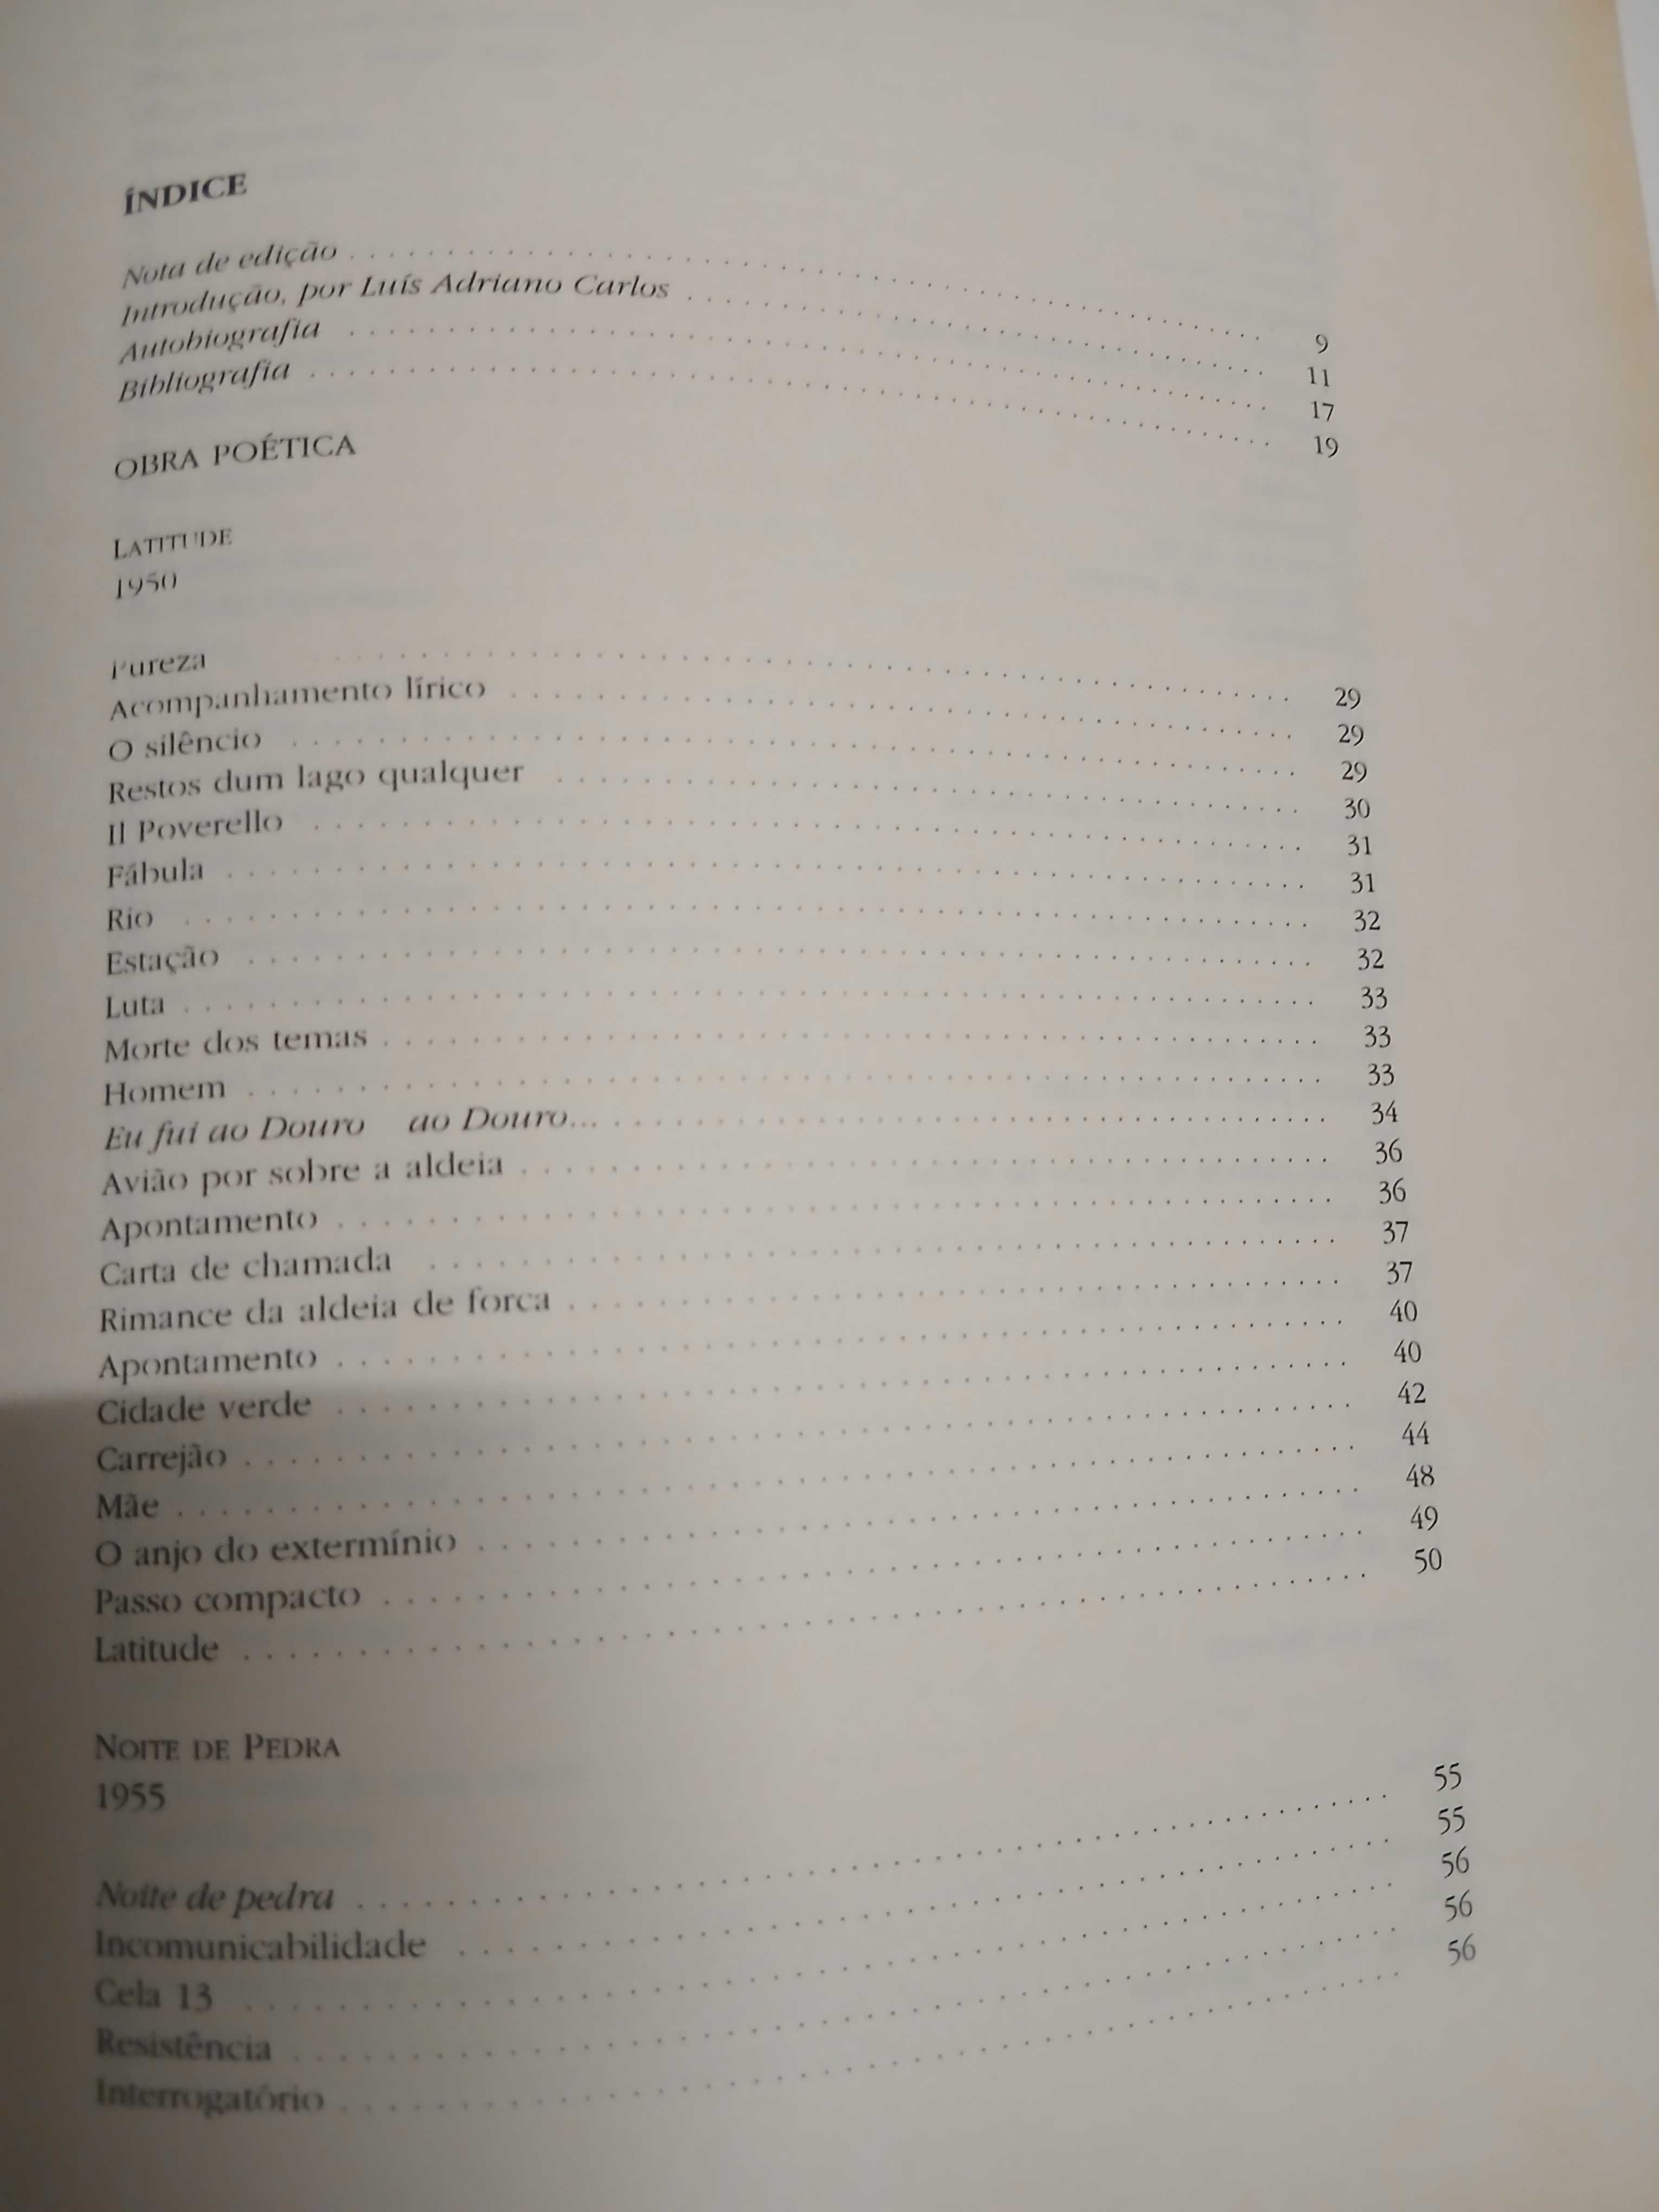 ÍNDICE
Nota de edição . . . . . . . . . . 9
Introdução, por Luís Adriano Carlos . . . . . . . . . . 11
Autobiografia . . . . . . . . . . 17
Bibliografia . . . . . . . . . . 19
OBRA POÉTICA
LATITUDE
1950
Pureza . . . . . . . . . . 29
Acompanhamento lírico . . . . . . . . . . 29
O silêncio . . . . . . . . . . 29
Restos dum lago qualquer . . . . . . . . . . 30
Il Poverello . . . . . . . . . . 31
Fábula . . . . . . . . . . 31
Rio . . . . . . . . . . 32
Estação . . . . . . . . . . 32
Luta . . . . . . . . . . 33
Morte dos temas . . . . . . . . . . 33
Homem . . . . . . . . . . 33
Eu fui ao Douro ao Douro... . . . . . . . . . . 34
Avião por sobre a aldeia . . . . . . . . . . 36
Apontamento . . . . . . . . . . 36
Carta de chamada . . . . . . . . . . 37
Rimance da aldeia de forca . . . . . . . . . . 37
Apontamento . . . . . . . . . . 40
Cidade verde . . . . . . . . . . 40
Carrejão . . . . . . . . . . 42
Mãe . . . . . . . . . . 44
O anjo do extermínio . . . . . . . . . . 48
Passo compacto . . . . . . . . . . 49
Latitude . . . . . . . . . . 50
NOITE DE PEDRA
1955
Noite de pedra . . . . . . . . . . 55
Incomunicabilidade . . . . . . . . . . 55
Cela 13 . . . . . . . . . . 56
Resistência . . . . . . . . . . 56
Interrogatório . . . . . . . . . . 56